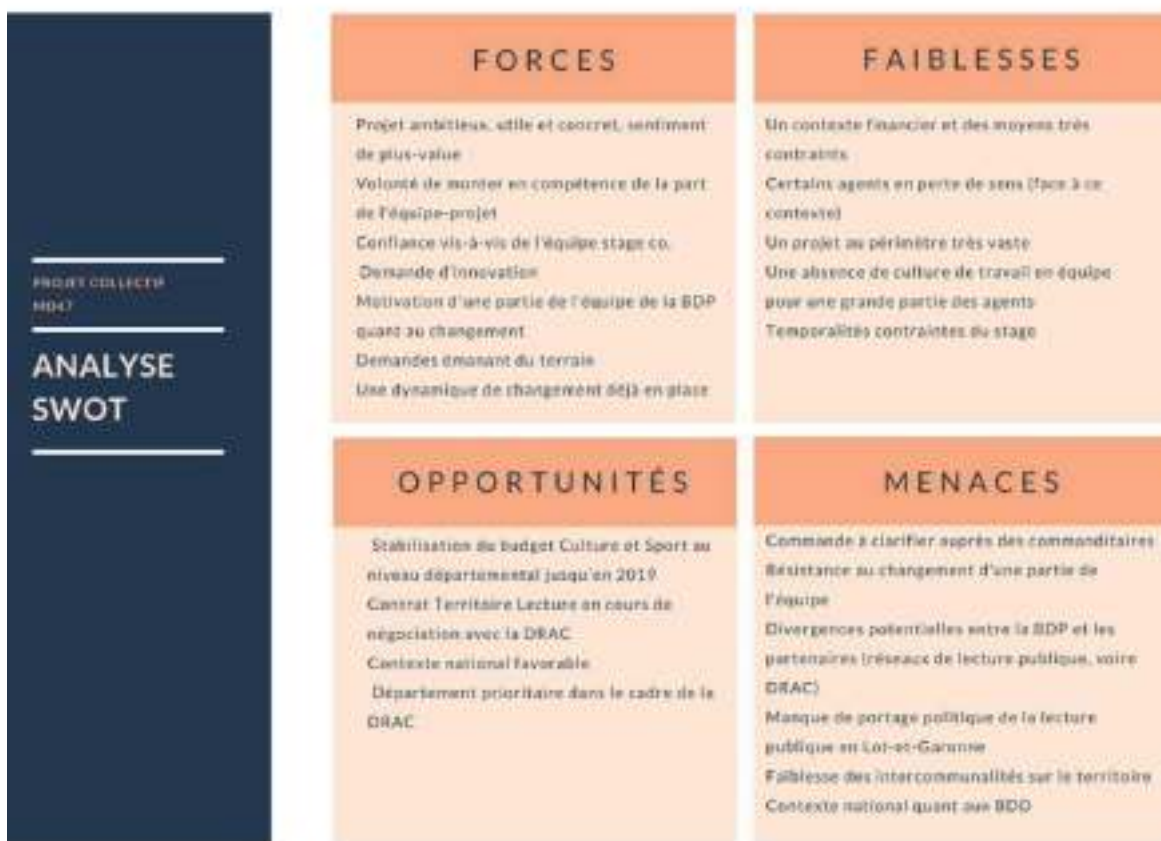 PROJET COLLECTIF
MD47
ANALYSE
SWOT
FORCES
Projet ambitieux, utile et concret, sentiment
de plus-value
Volonté de monter en compétence de la part
de l'équipe-projet
Confiance vis-à-vis de l'équipe stage co.
Demande d'innovation
Motivation d'une partie de l'équipe de la BDP
quant au changement
Demandes émanant du terrain
Une dynamique de changement déjà en place
FAIBLESSES
Un contexte financier et des moyens très
contraints
Certains agents en perte de sens (face à ce
contexte)
Un projet au périmètre très vaste
Une absence de culture de travail en équipe
pour une grande partie des agents
Temporalités contraintes du stage
OPPORTUNITÉS
Stabilisation du budget Culture et Sport au
niveau départemental jusqu'en 2019
Contrat Territoire Lecture en cours de
négociation avec la DRAC
Contexte national favorable
Département prioritaire dans le cadre de la
DRAC
MENACES
Commande à clarifier auprès des commanditaires
Résistance au changement d'une partie de
l'équipe
Divergences potentielles entre la BDP et les
partenaires (réseaux de lecture publique, voire
DRAC)
Manque de portage politique de la lecture
publique en Lot-et-Garonne
Faiblesse des intercommunalités sur le territoire
Contexte national quant aux